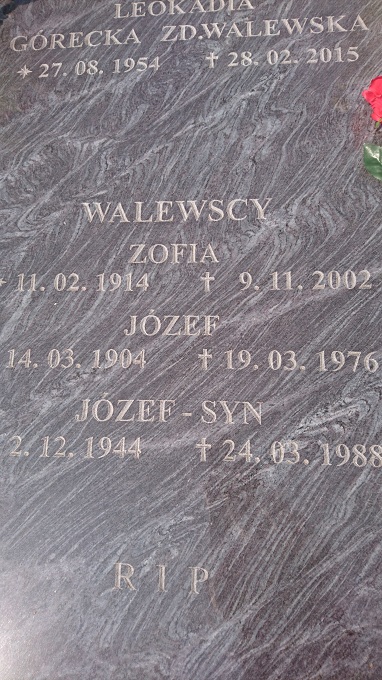 LEOKADIA
GÓRECKA ZD.WALEWSKA
* 27. 08. 1954 † 28. 02. 2015
WALEWSCY
ZOFIA
11. 02. 1914 † 9. 11. 2002
JÓZEF
14. 03. 1904 † 19. 03. 1976
JÓZEF - SYN
2. 12. 1944 † 24. 03. 1988
R I P